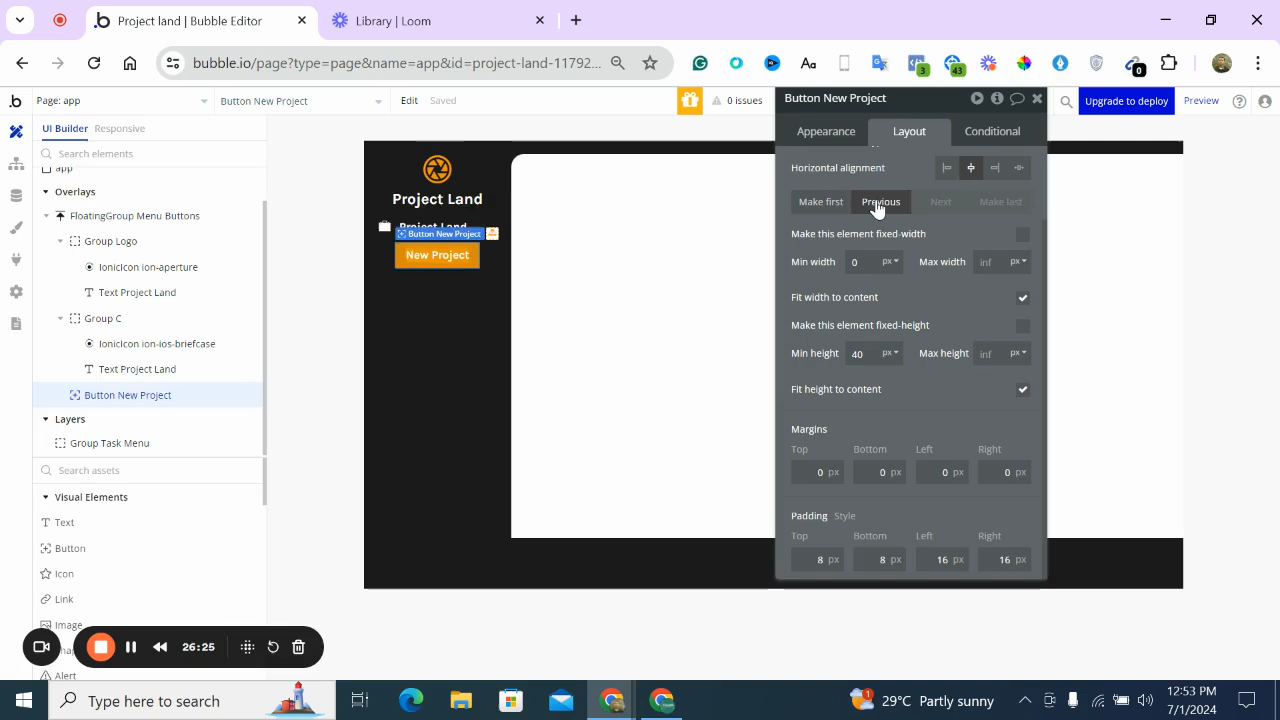 Project land | Bubble Editor
Library | Loom
bubble.io/page?type=page&name=app&id=project-land-11792...
3
43
0
Page: app
Button New Project
Edit
Saved
0 issues
Button New Project
Upgrade to deploy
Preview
UI Builder
Responsive
Search elements
app
Overlays
FloatingGroup Menu Buttons
Group Logo
IonicIcon ion-aperture
Text Project Land
Group C
IonicIcon ion-ios-briefcase
Text Project Land
Button New Project
Layers
Group Task Menu
Search assets
Visual Elements
Text
Button
Icon
Link
Image
Alert
Project Land
Project Land
Button New Project
New Project
Appearance
Layout
Conditional
Horizontal alignment
Make first
Previous
Next
Make last
Make this element fixed-width
Min width 0 px
Max width inf px
Fit width to content
Make this element fixed-height
Min height 40 px
Max height inf px
Fit height to content
Margins
Top Bottom Left Right
0 px 0 px 0 px 0 px
Padding Style
Top Bottom Left Right
8 px 8 px 16 px 16 px
26:25
Type here to search
1
29°C Partly sunny
12:53 PM
7/1/2024